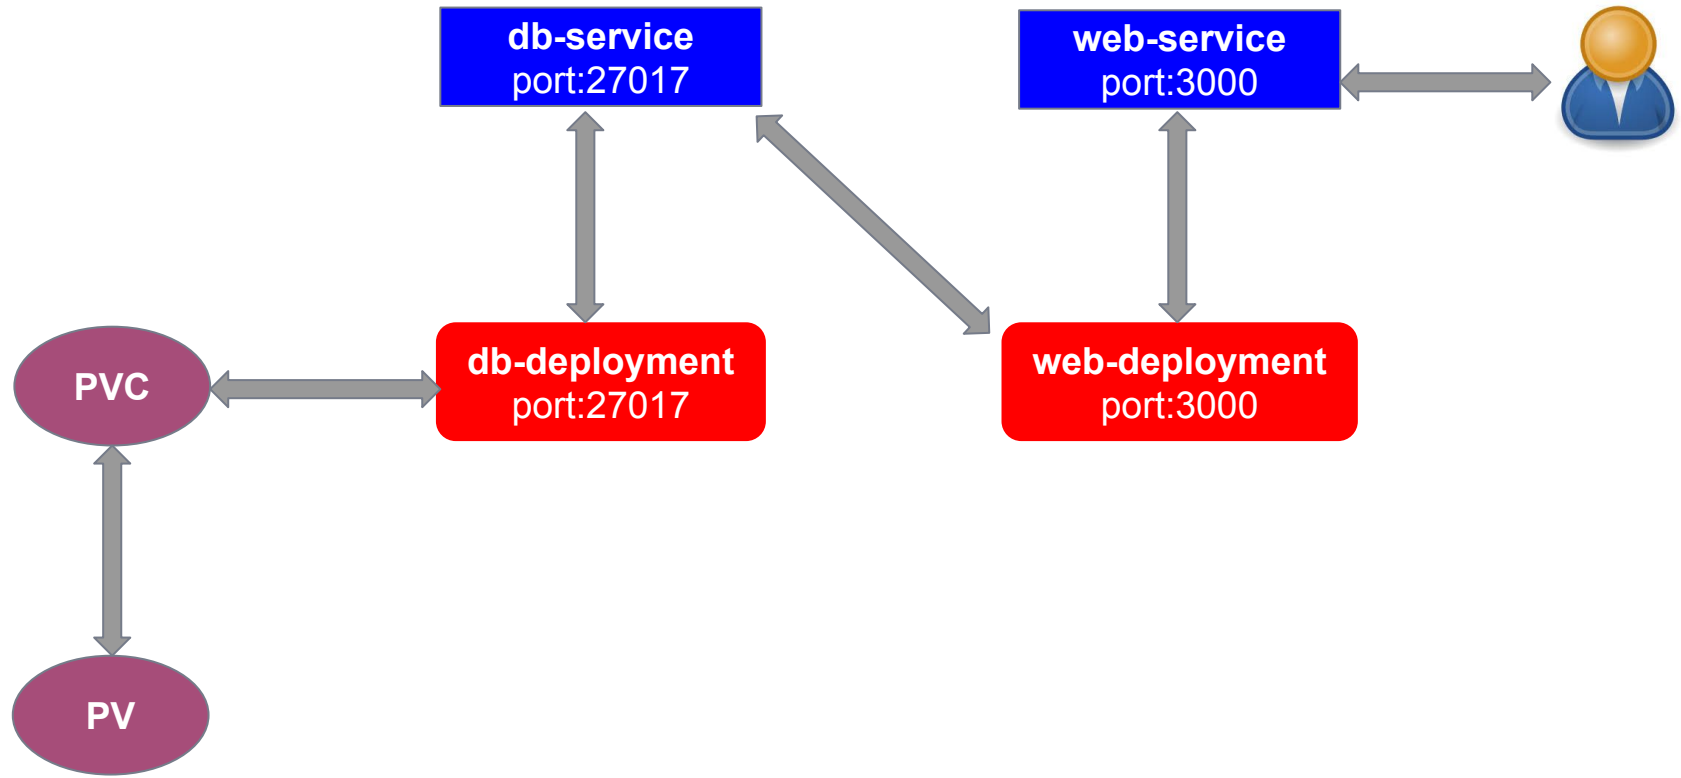 db-service
port:27017
web-service
port:3000
db-deployment
port:27017
web-deployment
port:3000
PVC
PV